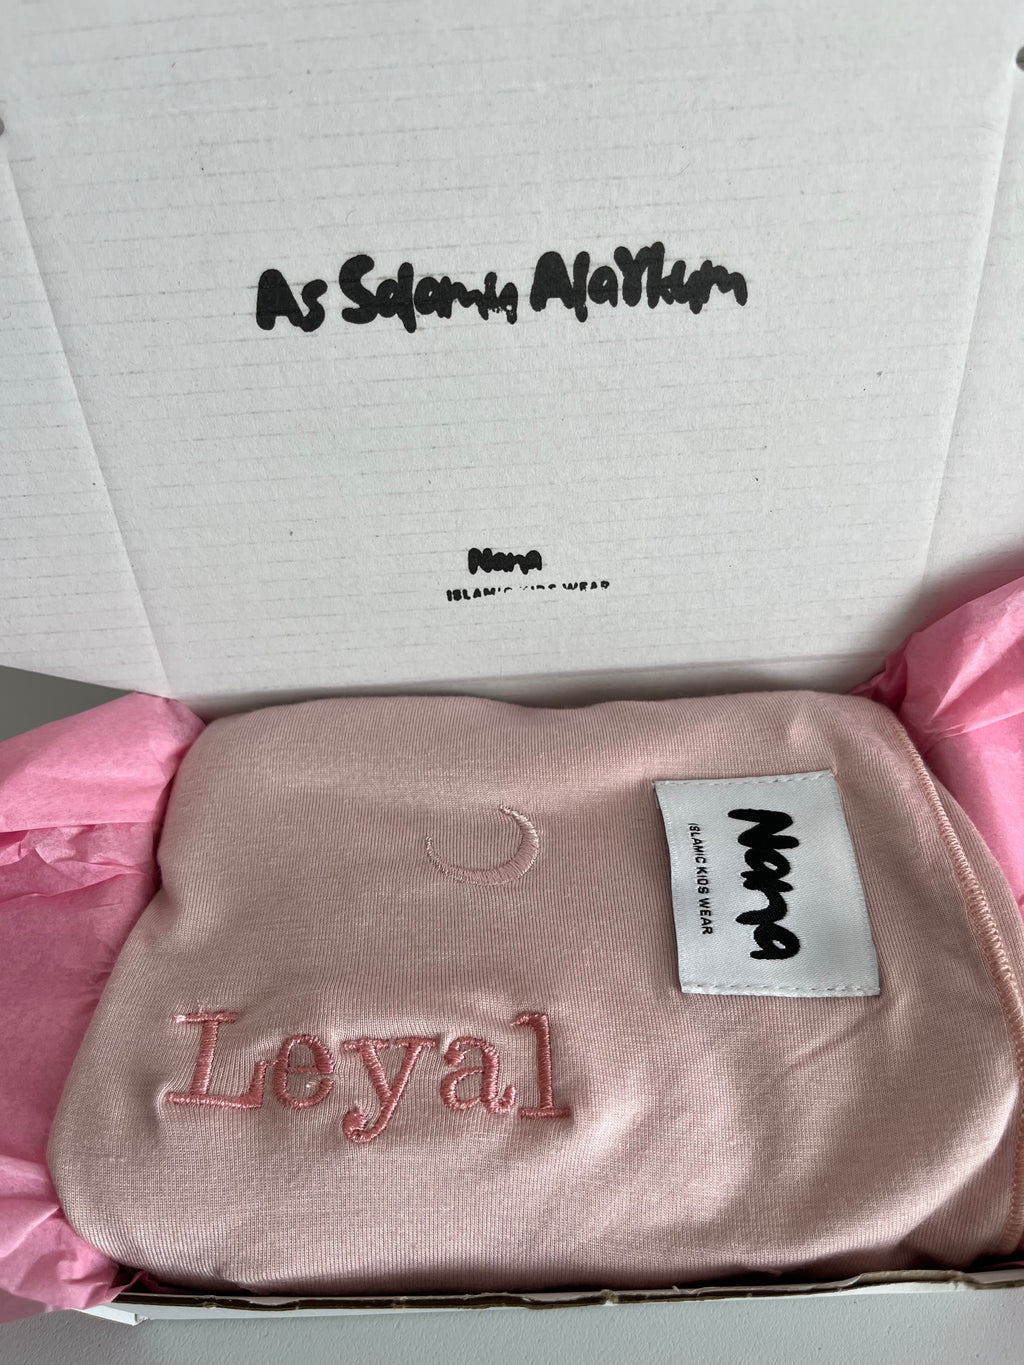 As Salamu Alaykum
Nana
ISLAMIC KIDS WEAR
Nana
ISLAMIC KIDS WEAR
Leyal